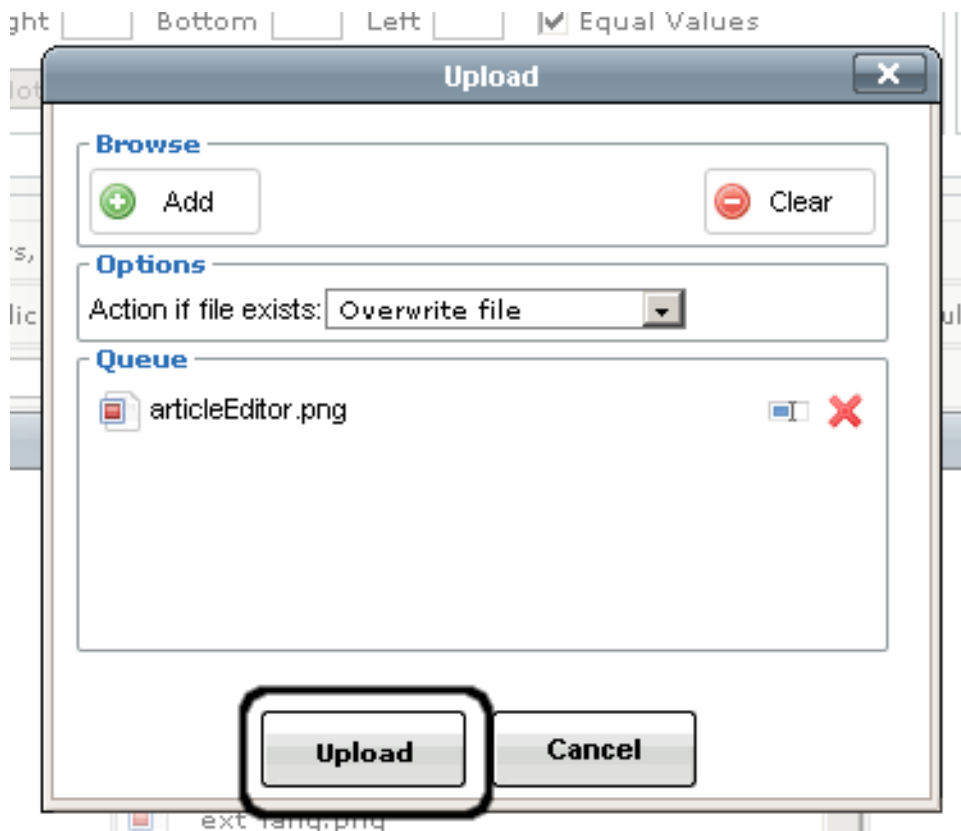 Bottom Left Equal Values
Upload
Browse
Add Clear
Options
Action if file exists: Overwrite file
Queue
articleEditor.png
Upload Cancel